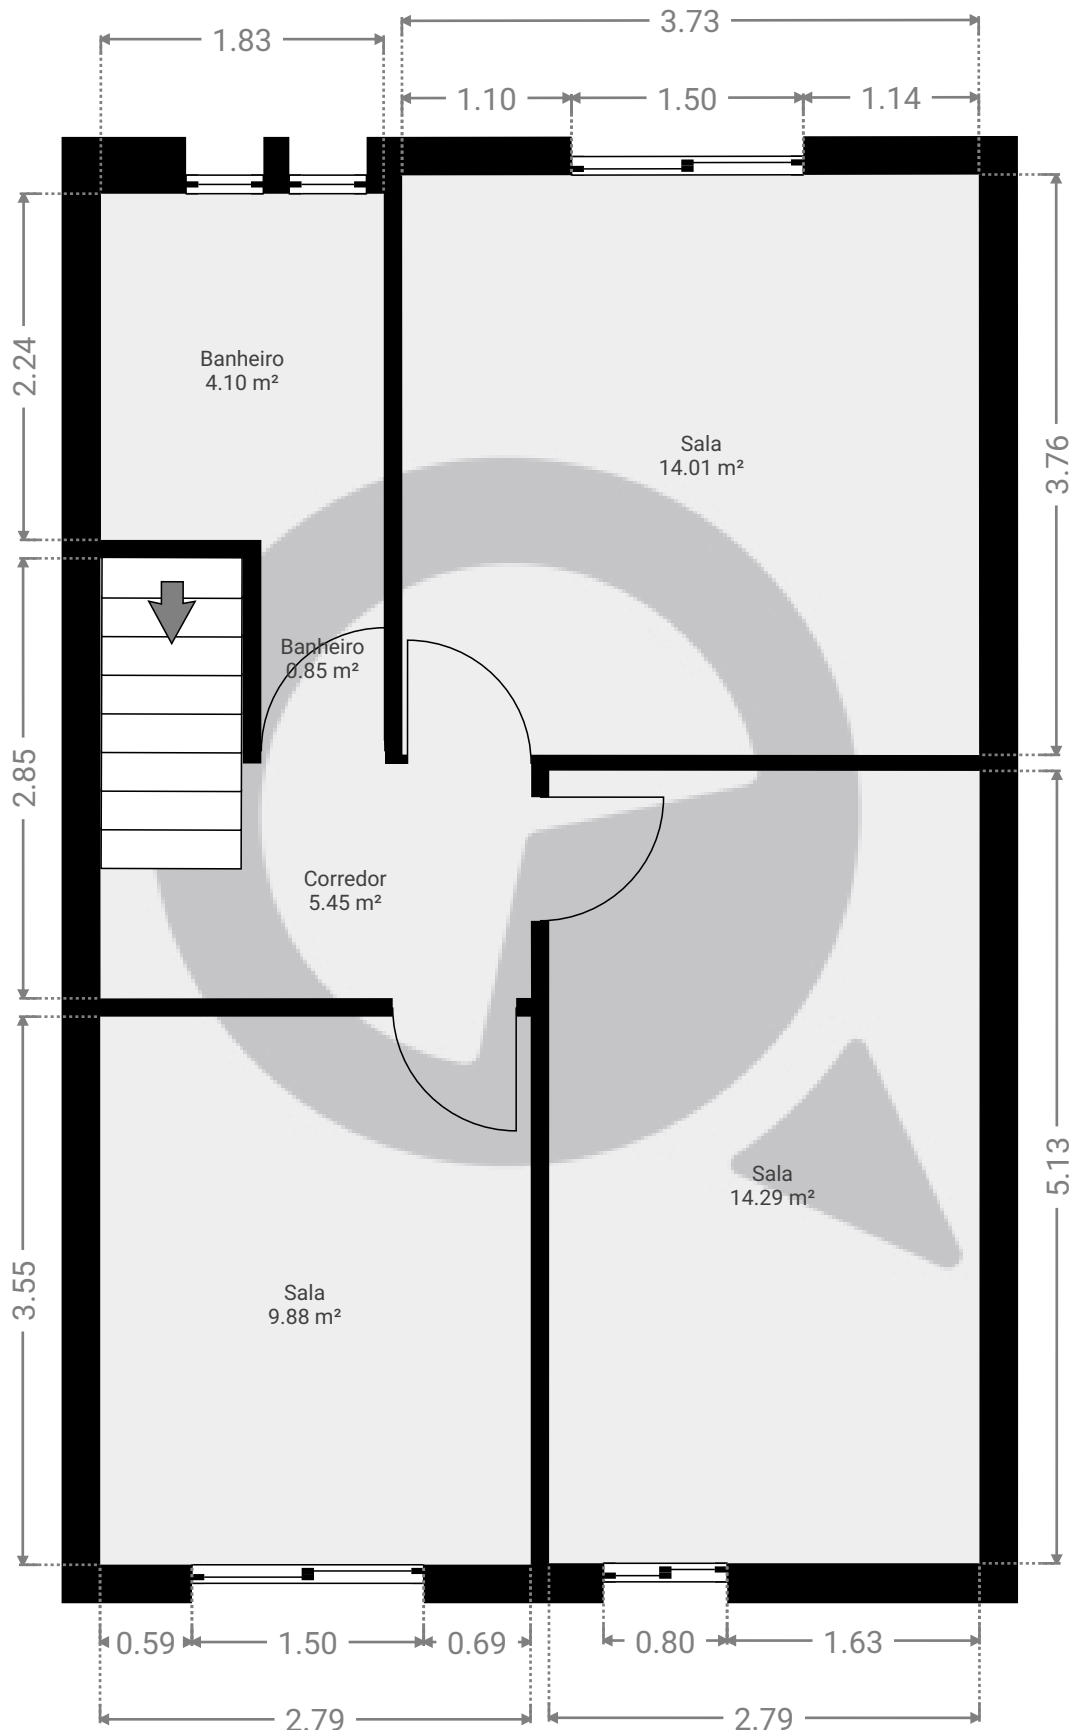 3.73
1.83
1.10
1.50
1.14
2.24
Banheiro
4.10 m²
Sala
14.01 m²
3.76
Banheiro
0.85 m²
2.85
Corredor
5.45 m²
5.13
Sala
14.29 m²
3.55
Sala
9.88 m²
0.59
1.50
0.69
0.80
1.63
2.79
2.79